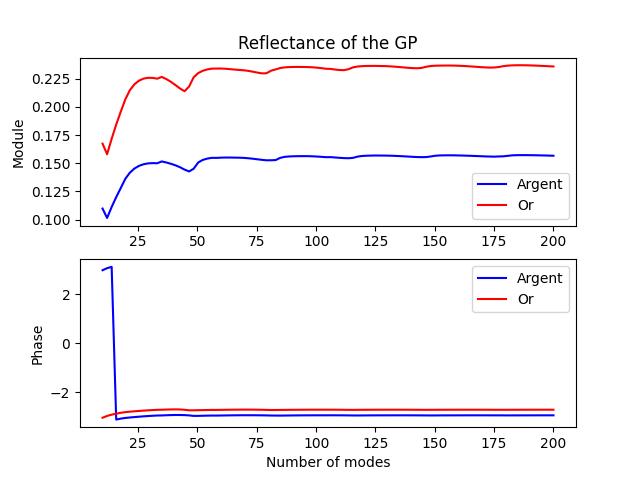 Reflectance of the GP
Module
0.225
0.200
0.175
0.150
0.125
0.100
Argent
Or
25 50 75 100 125 150 175 200
Phase
2
0
−2
Argent
Or
25 50 75 100 125 150 175 200
Number of modes